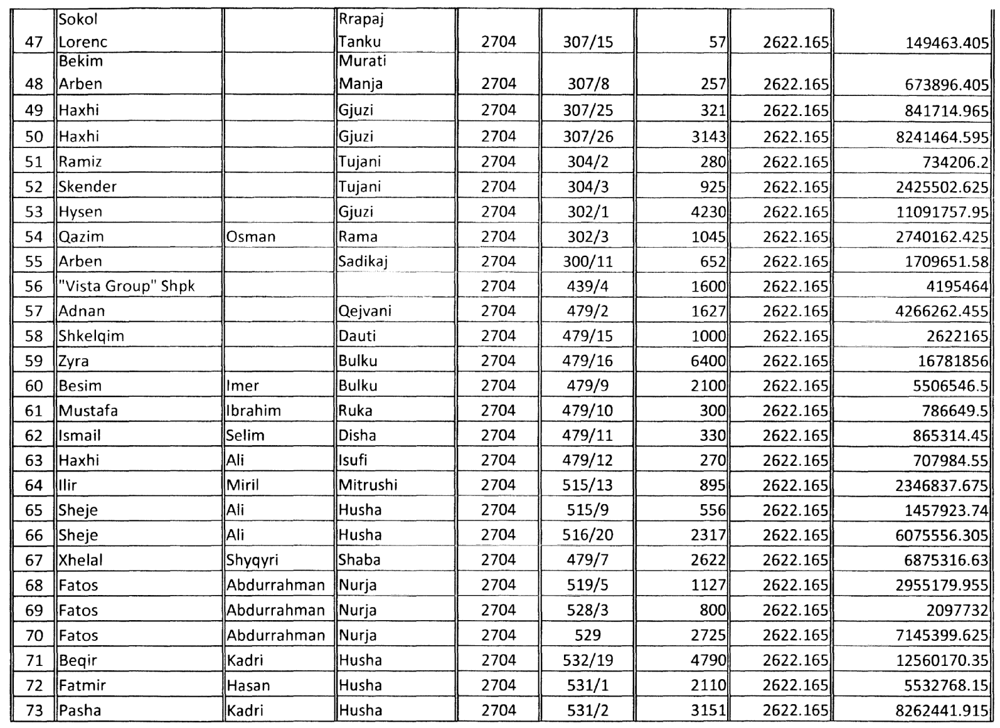 Sokol Rrapaj
47 Lorenc Tanku 2704 307/15 57 2622.165 149463.405
Bekim Murati
48 Arben Manja 2704 307/8 257 2622.165 673896.405
49 Haxhi Gjuzi 2704 307/25 321 2622.165 841714.965
50 Haxhi Gjuzi 2704 307/26 3143 2622.165 8241464.595
51 Ramiz Tujani 2704 304/2 280 2622.165 734206.2
52 Skender Tujani 2704 304/3 925 2622.165 2425502.625
53 Hysen Gjuzi 2704 302/1 4230 2622.165 11091757.95
54 Qazim Osman Rama 2704 302/3 1045 2622.165 2740162.425
55 Arben Sadikaj 2704 300/11 652 2622.165 1709651.58
56 "Vista Group" Shpk 2704 439/4 1600 2622.165 4195464
57 Adnan Qejvani 2704 479/2 1627 2622.165 4266262.455
58 Shkelqim Dauti 2704 479/15 1000 2622.165 2622165
59 Zyra Bulku 2704 479/16 6400 2622.165 16781856
60 Besim Imer Bulku 2704 479/9 2100 2622.165 5506546.5
61 Mustafa Ibrahim Ruka 2704 479/10 300 2622.165 786649.5
62 Ismail Selim Disha 2704 479/11 330 2622.165 865314.45
63 Haxhi Ali Isufi 2704 479/12 270 2622.165 707984.55
64 Ilir Miril Mitrushi 2704 515/13 895 2622.165 2346837.675
65 Sheje Ali Husha 2704 515/9 556 2622.165 1457923.74
66 Sheje Ali Husha 2704 516/20 2317 2622.165 6075556.305
67 Xhelal Shyqyri Shaba 2704 479/7 2622 2622.165 6875316.63
68 Fatos Abdurrahman Nurja 2704 519/5 1127 2622.165 2955179.955
69 Fatos Abdurrahman Nurja 2704 528/3 800 2622.165 2097732
70 Fatos Abdurrahman Nurja 2704 529 2725 2622.165 7145399.625
71 Beqir Kadri Husha 2704 532/19 4790 2622.165 12560170.35
72 Fatmir Hasan Husha 2704 531/1 2110 2622.165 5532768.15
73 Pasha Kadri Husha 2704 531/2 3151 2622.165 8262441.915